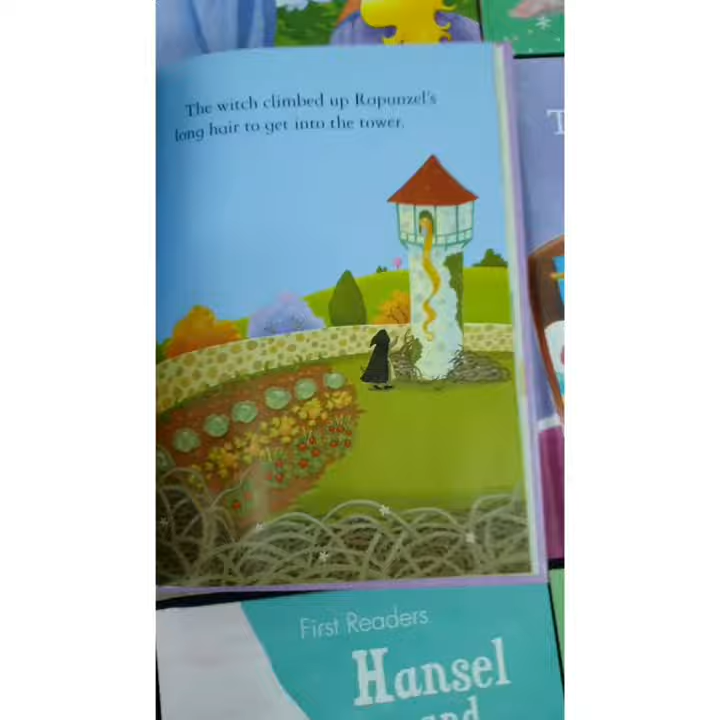 The witch climbed up Rapunzel's
long hair to get into the tower.
T
First Readers
Hansel
and